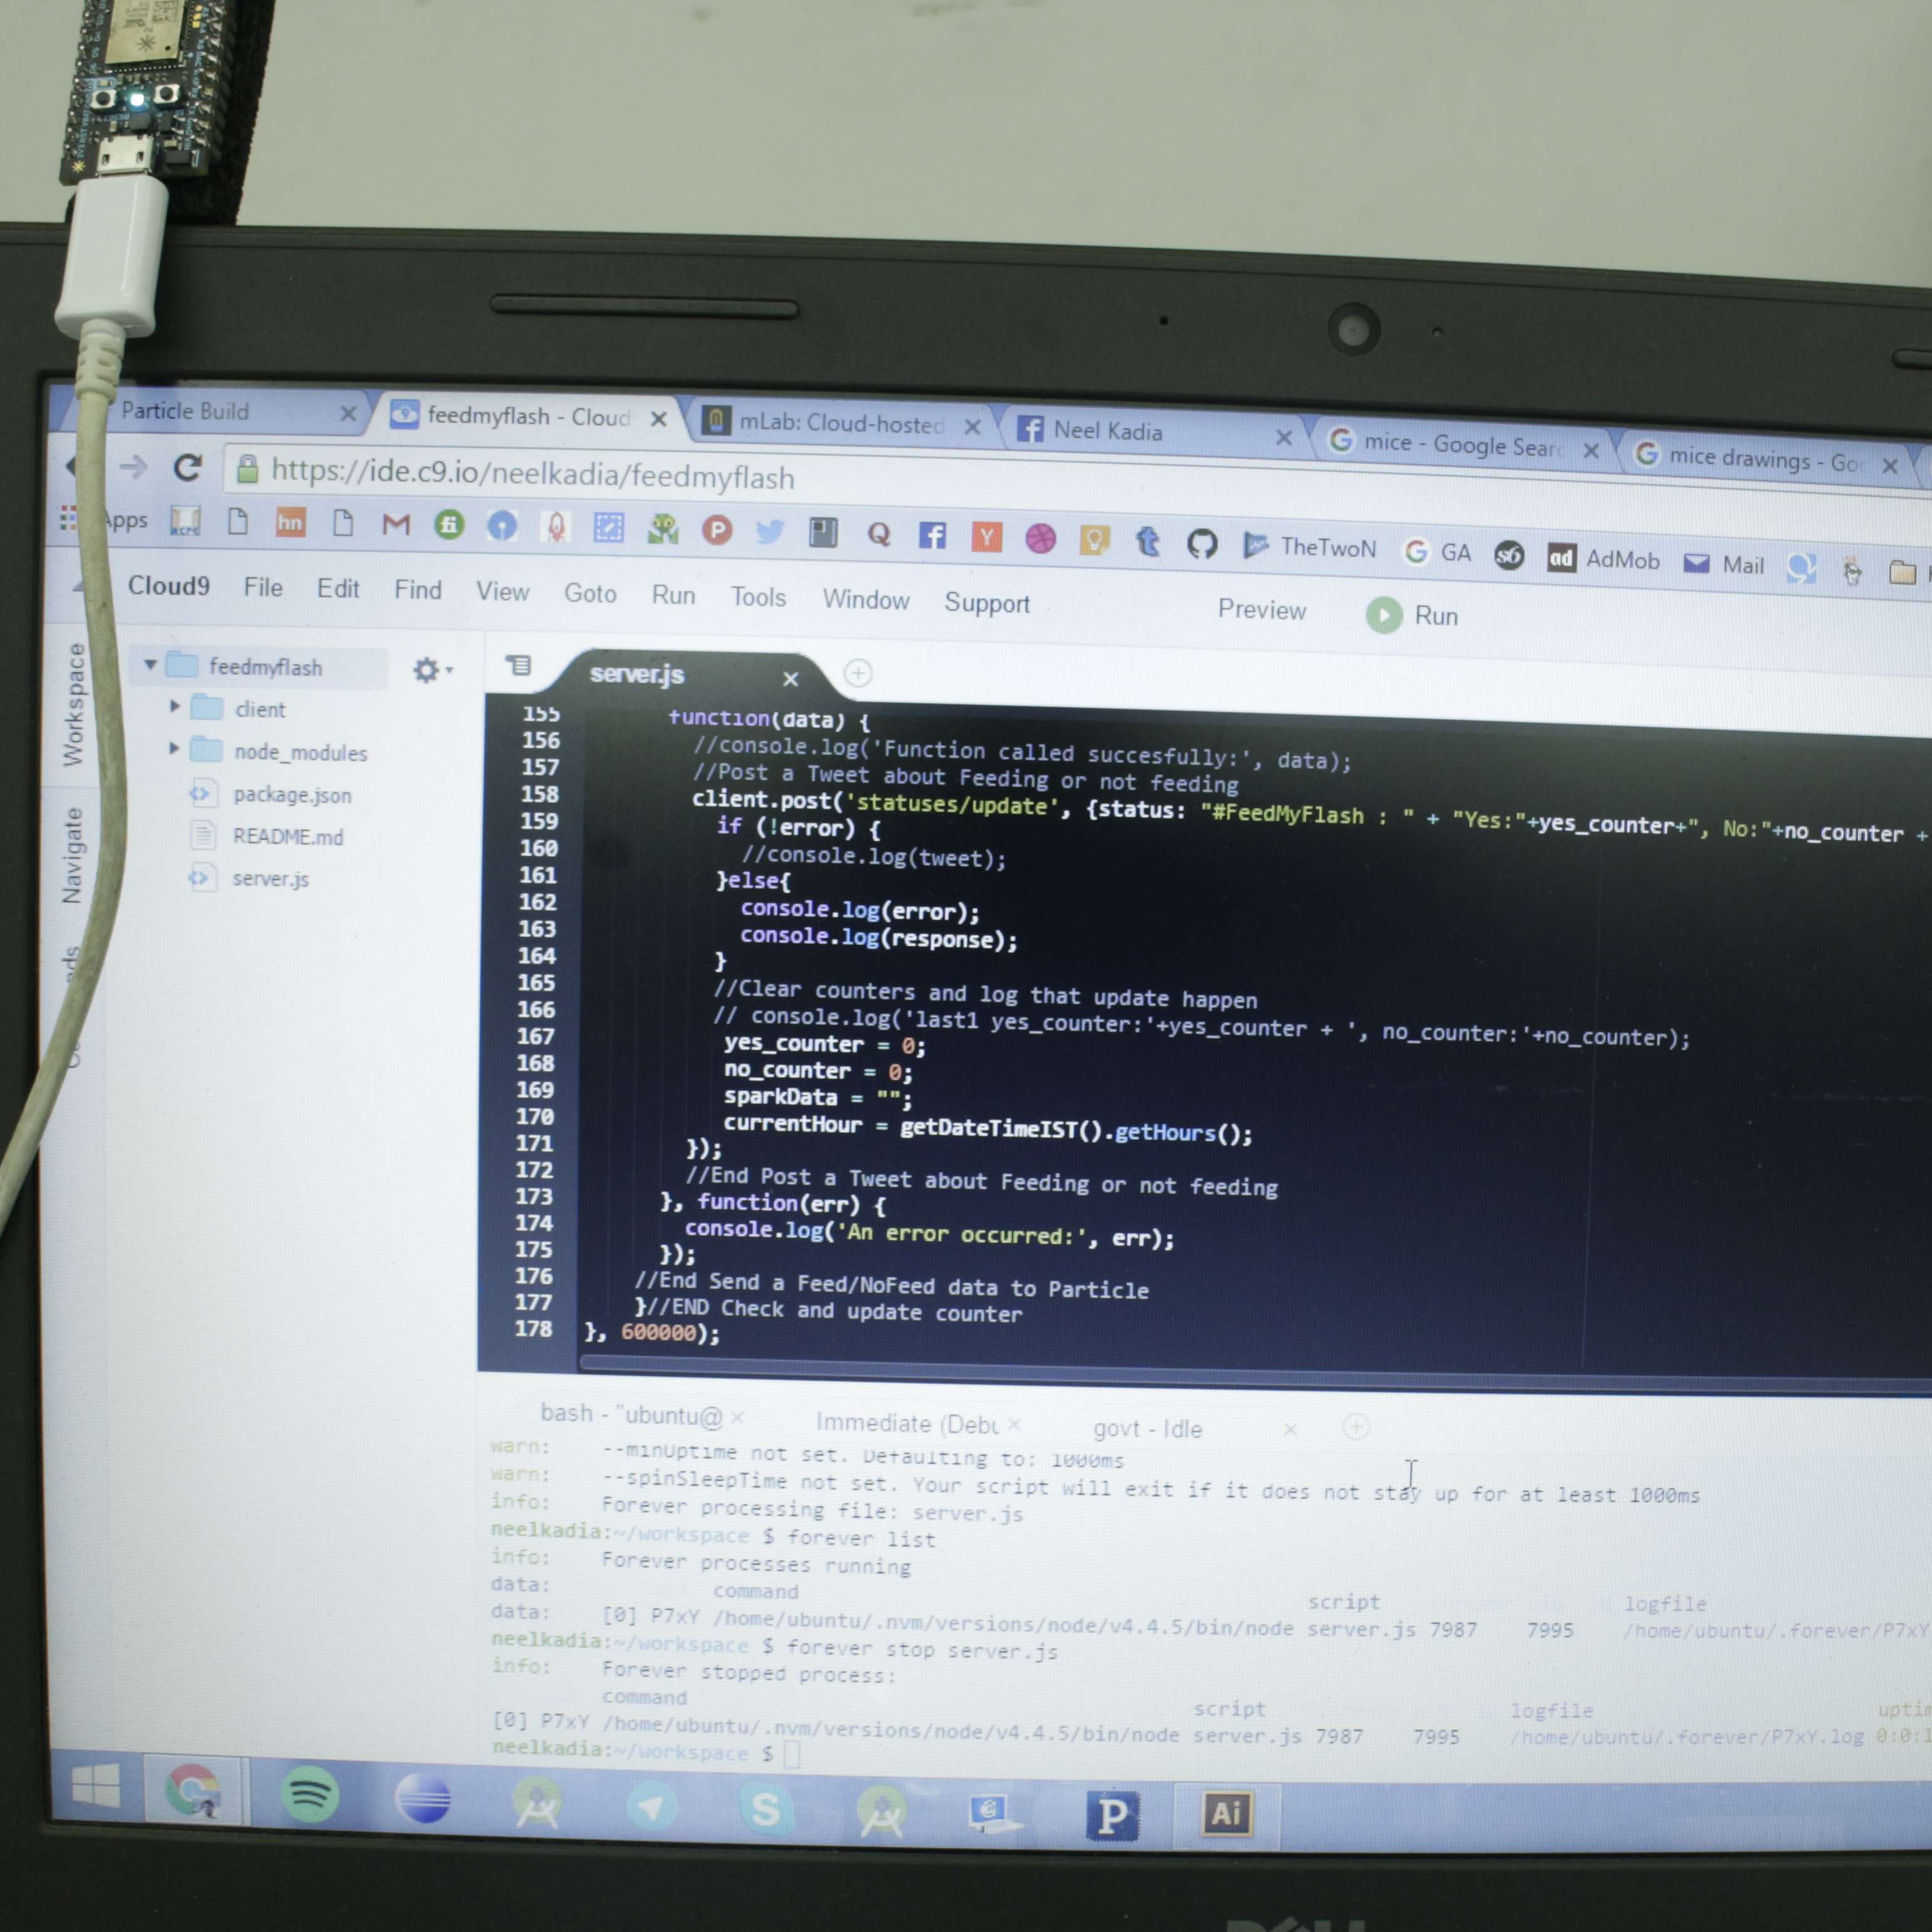 Particle Build
feedmyflash - Cloud
mLab: Cloud-hosted
Neel Kadia
mice - Google Searc
mice drawings - Go
https://ide.c9.io/neelkadia/feedmyflash
Apps
hn
TheTwoN
GA
AdMob
Mail
Cloud9 File Edit Find View Goto Run Tools Window Support Preview Run
Workspace
Navigate
feedmyflash
client
node_modules
package.json
README.md
server.js
server.js
155 function(data) {
156 //console.log('Function called succesfully:', data);
157 //Post a Tweet about Feeding or not feeding
158 client.post('statuses/update', {status: "#FeedMyFlash : " + "Yes:"+yes_counter+", No:"+no_counter +
159 if (!error) {
160 //console.log(tweet);
161 }else{
162 console.log(error);
163 console.log(response);
164 }
165 //Clear counters and log that update happen
166 // console.log('last1 yes_counter:'+yes_counter + ', no_counter:'+no_counter);
167 yes_counter = 0;
168 no_counter = 0;
169 sparkData = "";
170 currentHour = getDateTimeIST().getHours();
171 });
172 //End Post a Tweet about Feeding or not feeding
173 }, function(err) {
174 console.log('An error occurred:', err);
175 });
176 //End Send a Feed/NoFeed data to Particle
177 }//END Check and update counter
178 }, 600000);
bash - "ubuntu@
Immediate (Debu
govt - Idle
warn: --minUptime not set. Defaulting to: 1000ms
warn: --spinSleepTime not set. Your script will exit if it does not stay up for at least 1000ms
info: Forever processing file: server.js
neelkadia:~/workspace $ forever list
info: Forever processes running
data: command script logfile
data: [0] P7xY /home/ubuntu/.nvm/versions/node/v4.4.5/bin/node server.js 7987 7995 /home/ubuntu/.forever/P7xY
neelkadia:~/workspace $ forever stop server.js
info: Forever stopped process:
command script logfile uptim
[0] P7xY /home/ubuntu/.nvm/versions/node/v4.4.5/bin/node server.js 7987 7995 /home/ubuntu/.forever/P7xY.log 0:0:1
neelkadia:~/workspace $
Ai
DELL